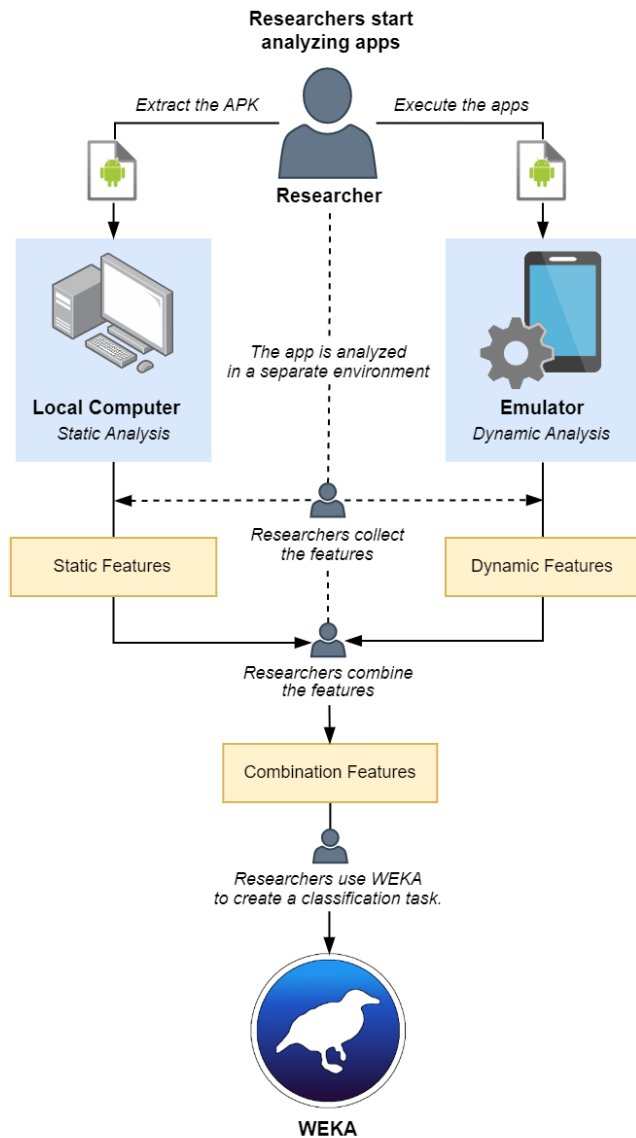 Researchers start
analyzing apps
Extract the APK
Execute the apps
Researcher
The app is analyzed
in a separate environment
Local Computer
Static Analysis
Emulator
Dynamic Analysis
Researchers collect
the features
Static Features
Dynamic Features
Researchers combine
the features
Combination Features
Researchers use WEKA
to create a classification task.
WEKA